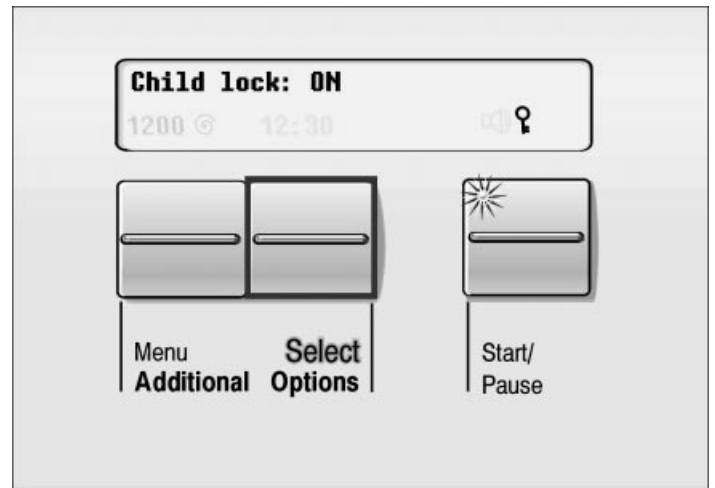 Child lock: ON
1200 12:30
Menu Select
Additional Options
Start/
Pause